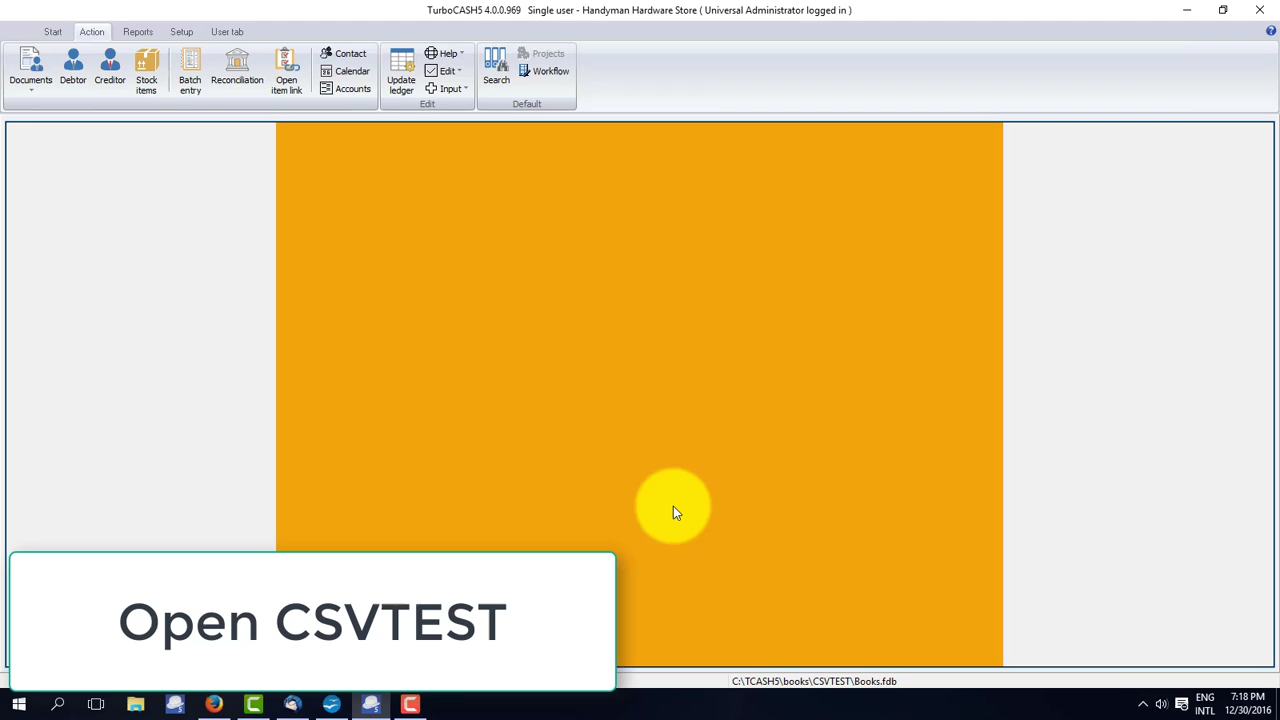 TurboCASH5 4.0.0.969 Single user - Handyman Hardware Store ( Universal Administrator logged in )
Start Action Reports Setup User tab
Documents
Debtor
Creditor
Stock items
Batch entry
Reconciliation
Open item link
Contact
Calendar
Accounts
Update ledger
Help
Edit
Input
Edit
Search
Projects
Workflow
Default
Open CSVTEST
C:\TCASH5\books\CSVTEST\Books.fdb
ENG
INTL
7:18 PM
12/30/2016